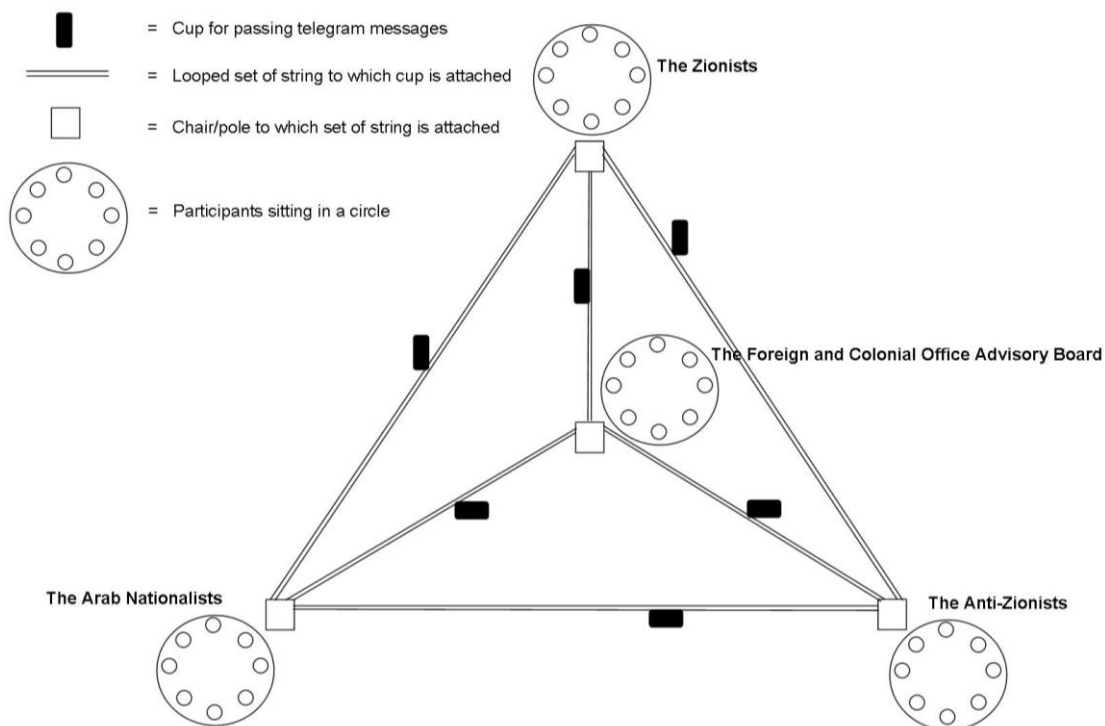 = Cup for passing telegram messages
= Looped set of string to which cup is attached
= Chair/pole to which set of string is attached
= Participants sitting in a circle
The Zionists
The Foreign and Colonial Office Advisory Board
The Arab Nationalists
The Anti-Zionists